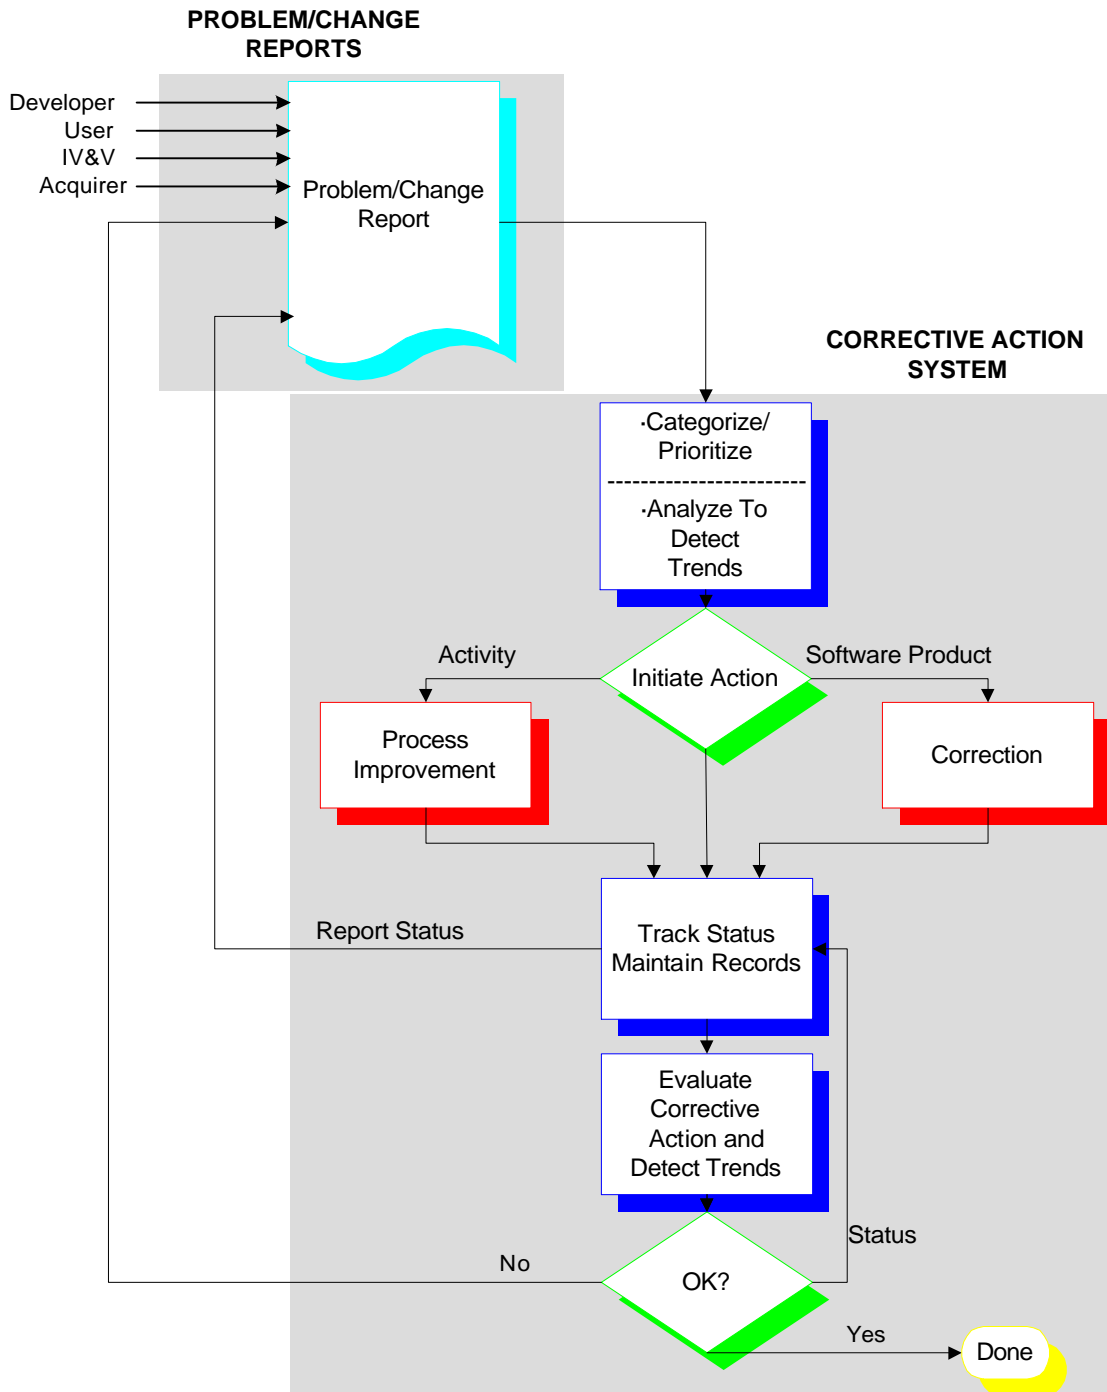 PROBLEM/CHANGE
REPORTS
Developer
User
IV&V
Acquirer
Problem/Change
Report
CORRECTIVE ACTION
SYSTEM
·Categorize/
Prioritize
·Analyze To
Detect
Trends
Activity
Initiate Action
Software Product
Process
Improvement
Correction
Report Status
Track Status
Maintain Records
Evaluate
Corrective
Action and
Detect Trends
Status
No
OK?
Yes
Done